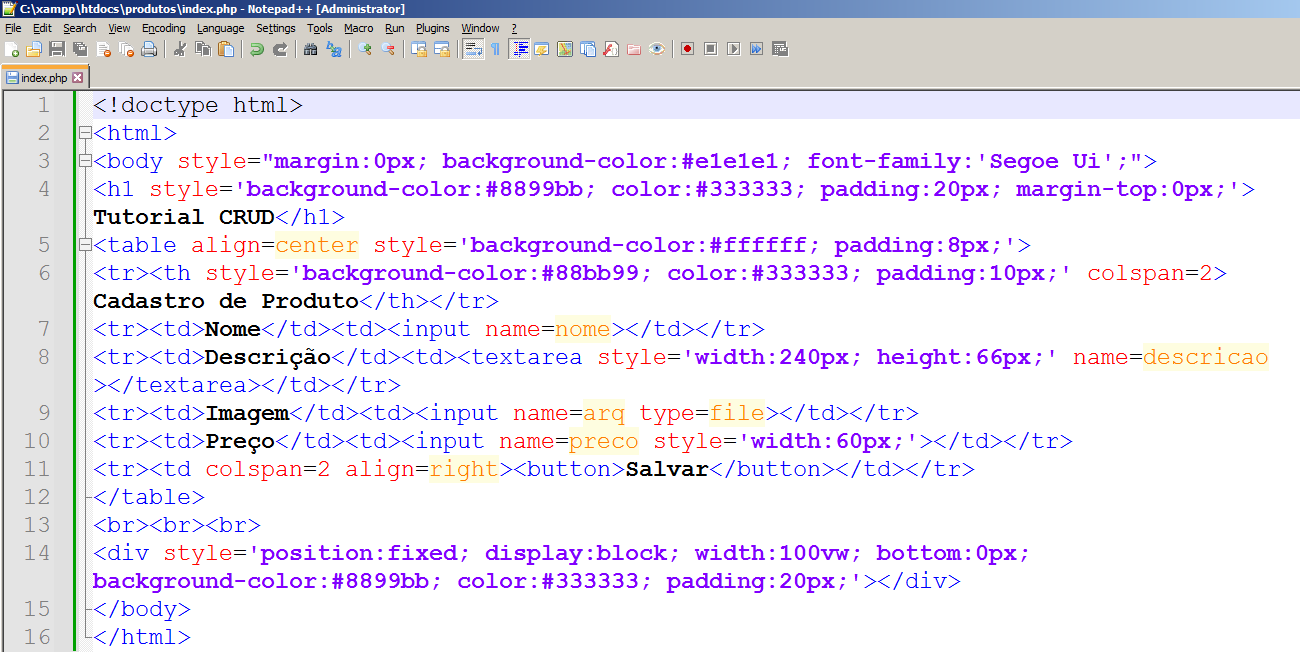 C:\xampp\htdocs\produtos\index.php - Notepad++ [Administrator]
File Edit Search View Encoding Language Settings Tools Macro Run Plugins Window ?
index.php
1 <!doctype html>
2 <html>
3 <body style="margin:0px; background-color:#e1e1e1; font-family:'Segoe Ui';">
4 <h1 style='background-color:#8899bb; color:#333333; padding:20px; margin-top:0px;'>
Tutorial CRUD</h1>
5 <table align=center style='background-color:#ffffff; padding:8px;'>
6 <tr><th style='background-color:#88bb99; color:#333333; padding:10px;' colspan=2>
Cadastro de Produto</th></tr>
7 <tr><td>Nome</td><td><input name=nome></td></tr>
8 <tr><td>Descrição</td><td><textarea style='width:240px; height:66px;' name=descricao
></textarea></td></tr>
9 <tr><td>Imagem</td><td><input name=arq type=file></td></tr>
10 <tr><td>Preço</td><td><input name=preco style='width:60px;'></td></tr>
11 <tr><td colspan=2 align=right><button>Salvar</button></td></tr>
12 </table>
13 <br><br><br>
14 <div style='position:fixed; display:block; width:100vw; bottom:0px;
background-color:#8899bb; color:#333333; padding:20px;'></div>
15 </body>
16 </html>